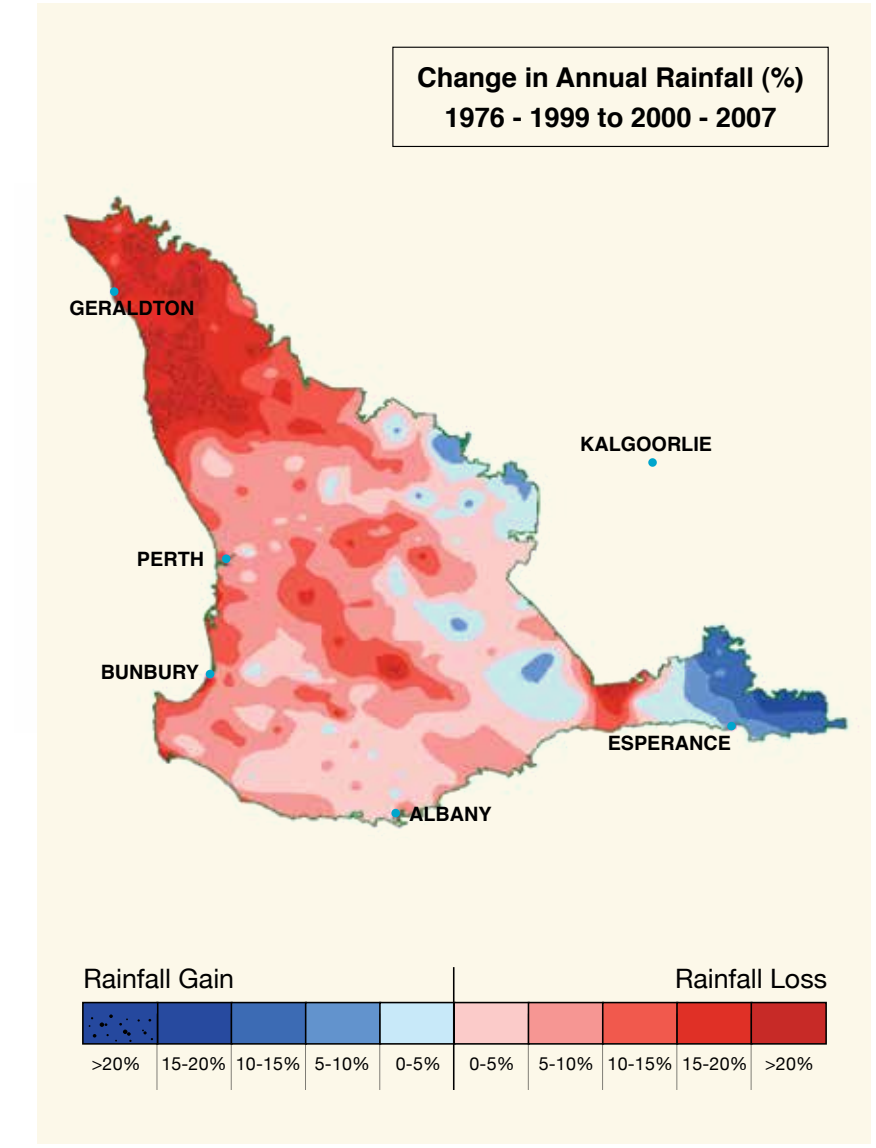 Change in Annual Rainfall (%)
1976 - 1999 to 2000 - 2007
GERALDTON
KALGOORLIE
PERTH
BUNBURY
ESPERANCE
ALBANY
Rainfall Gain Rainfall Loss
>20% 15-20% 10-15% 5-10% 0-5% 0-5% 5-10% 10-15% 15-20% >20%